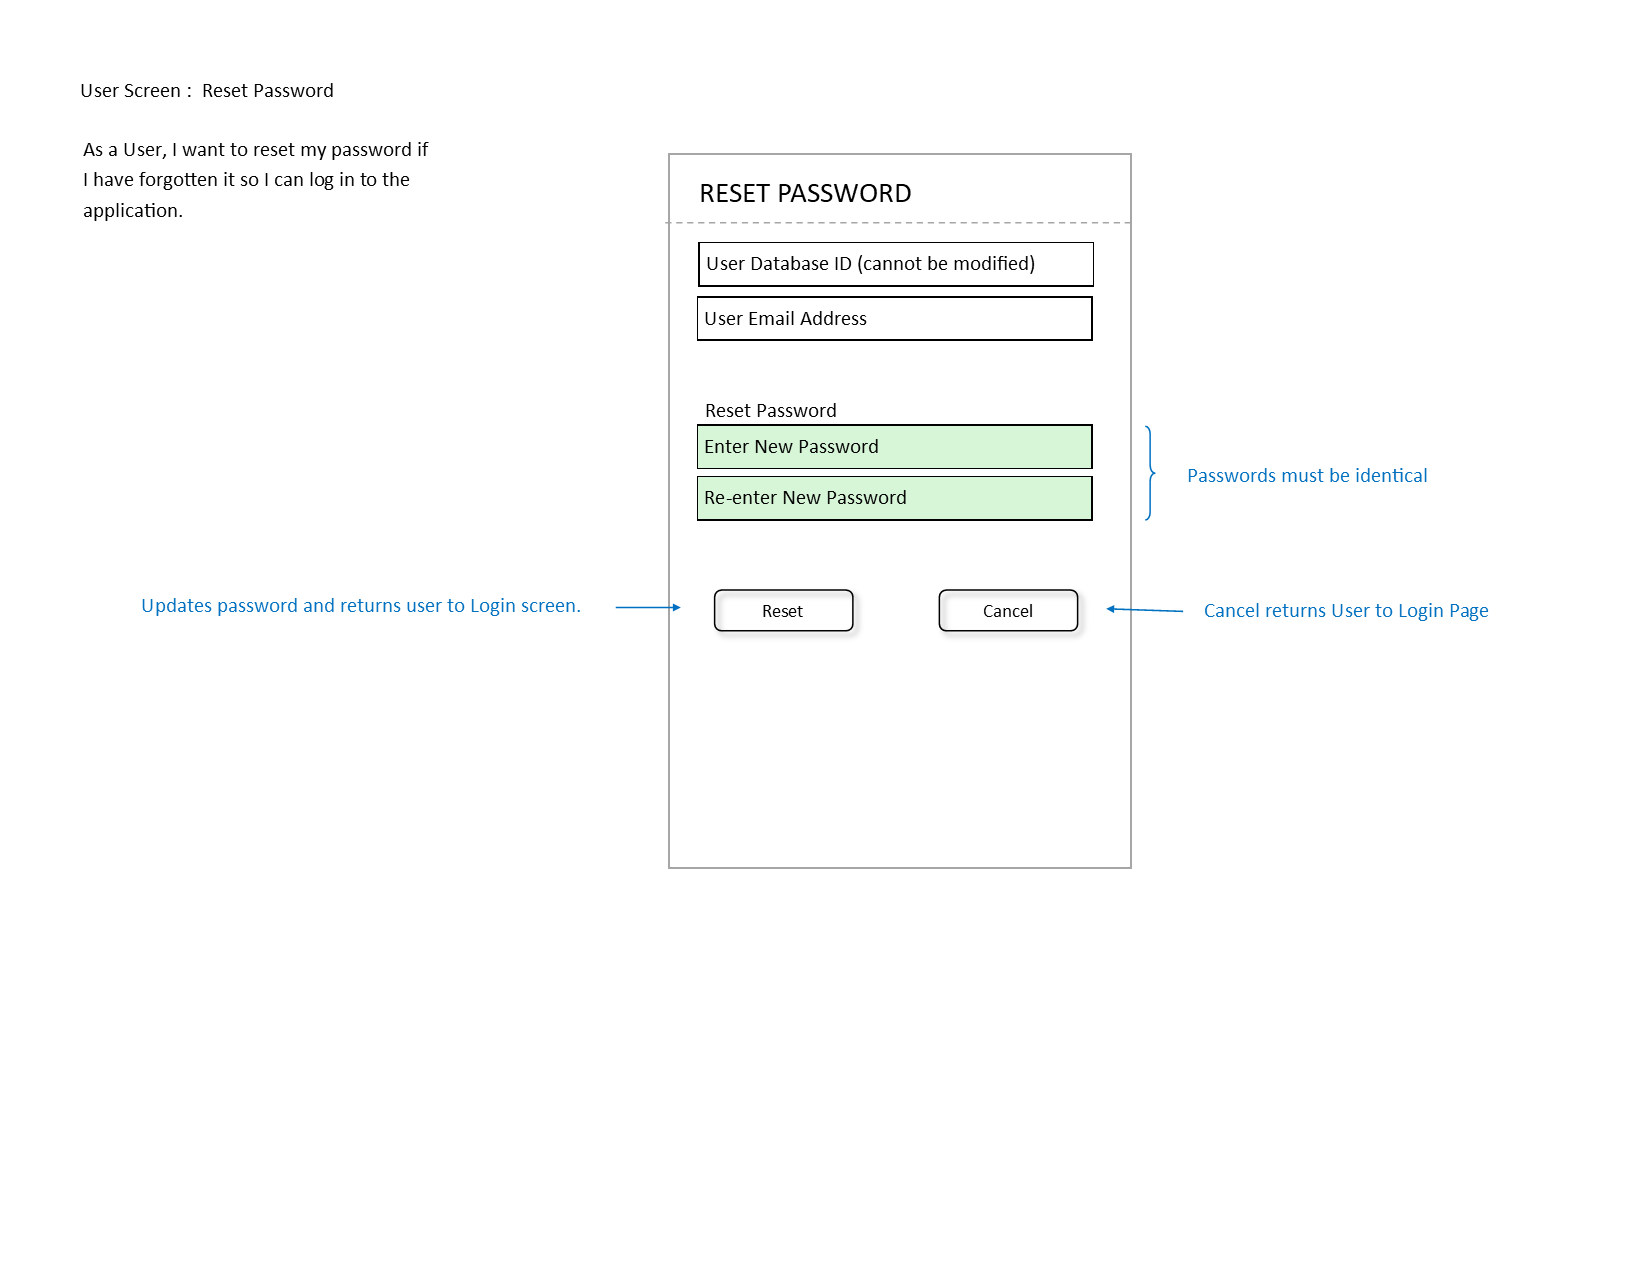 User Screen :  Reset Password
As a User, I want to reset my password if
I have forgotten it so I can log in to the
application.
RESET PASSWORD
User Database ID (cannot be modified)
User Email Address
Reset Password
Enter New Password
Re-enter New Password
Passwords must be identical
Updates password and returns user to Login screen.
Reset
Cancel
Cancel returns User to Login Page